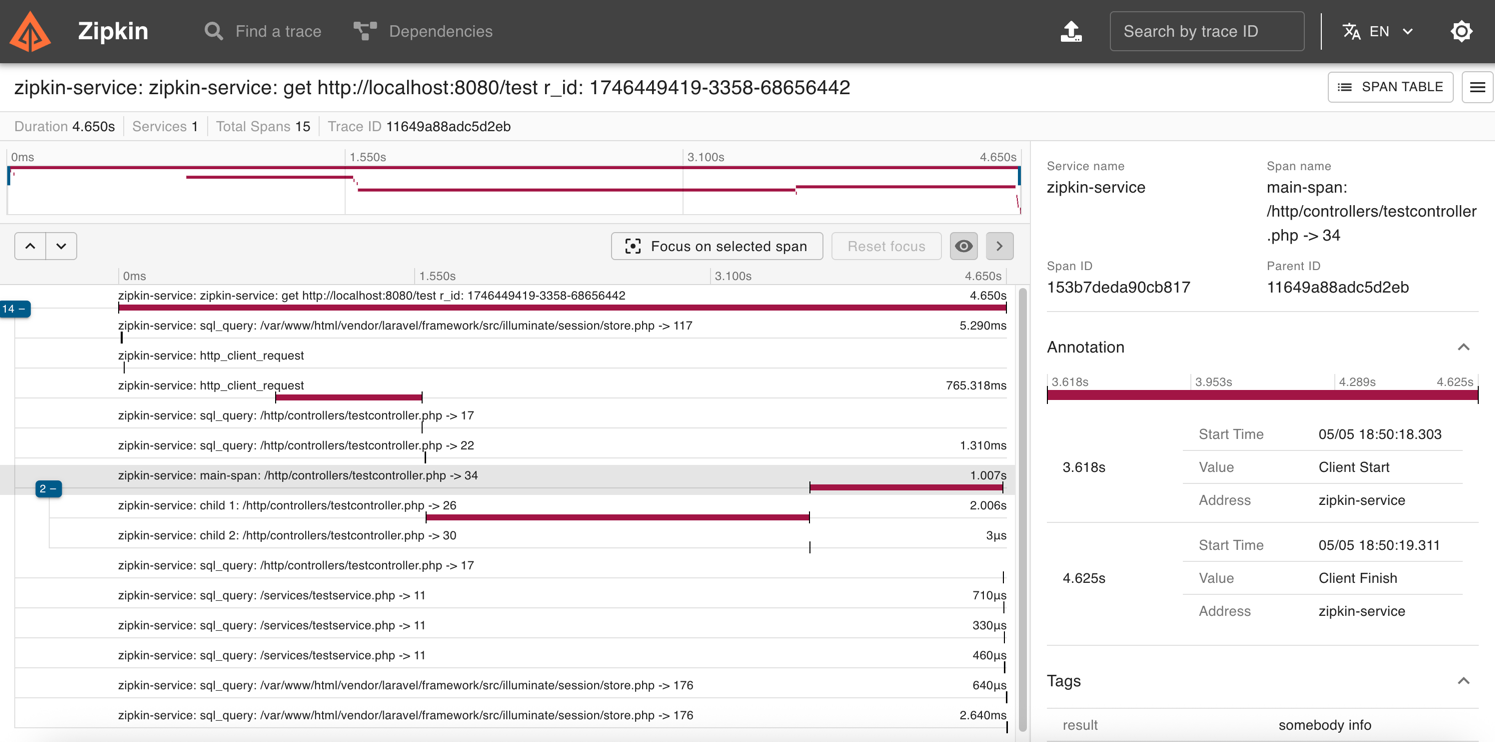 Zipkin
Find a trace
Dependencies
Search by trace ID
EN
zipkin-service: zipkin-service: get http://localhost:8080/test r_id: 1746449419-3358-68656442
SPAN TABLE
Duration 4.650s Services 1 Total Spans 15 Trace ID 11649a88adc5d2eb
0ms 1.550s 3.100s 4.650s
Focus on selected span
Reset focus
0ms 1.550s 3.100s 4.650s
zipkin-service: zipkin-service: get http://localhost:8080/test r_id: 1746449419-3358-68656442 4.650s
14 −
zipkin-service: sql_query: /var/www/html/vendor/laravel/framework/src/illuminate/session/store.php -> 117 5.290ms
zipkin-service: http_client_request
zipkin-service: http_client_request 765.318ms
zipkin-service: sql_query: /http/controllers/testcontroller.php -> 17
zipkin-service: sql_query: /http/controllers/testcontroller.php -> 22 1.310ms
zipkin-service: main-span: /http/controllers/testcontroller.php -> 34 1.007s
2 −
zipkin-service: child 1: /http/controllers/testcontroller.php -> 26 2.006s
zipkin-service: child 2: /http/controllers/testcontroller.php -> 30 3μs
zipkin-service: sql_query: /http/controllers/testcontroller.php -> 17
zipkin-service: sql_query: /services/testservice.php -> 11 710μs
zipkin-service: sql_query: /services/testservice.php -> 11 330μs
zipkin-service: sql_query: /services/testservice.php -> 11 460μs
zipkin-service: sql_query: /var/www/html/vendor/laravel/framework/src/illuminate/session/store.php -> 176 640μs
zipkin-service: sql_query: /var/www/html/vendor/laravel/framework/src/illuminate/session/store.php -> 176 2.640ms
Service name
zipkin-service
Span name
main-span:
/http/controllers/testcontroller
.php -> 34
Span ID
153b7deda90cb817
Parent ID
11649a88adc5d2eb
Annotation
3.618s 3.953s 4.289s 4.625s
3.618s
Start Time 05/05 18:50:18.303
Value Client Start
Address zipkin-service
4.625s
Start Time 05/05 18:50:19.311
Value Client Finish
Address zipkin-service
Tags
result somebody info